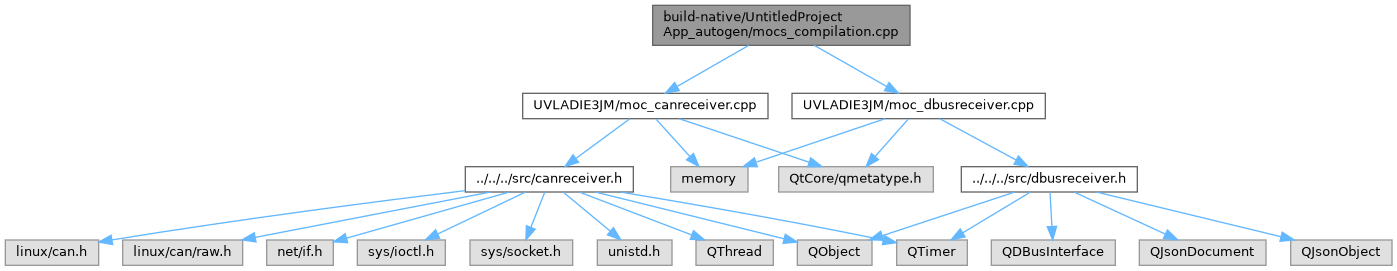 build-native/UntitledProject
App_autogen/mocs_compilation.cpp
UVLADIE3JM/moc_canreceiver.cpp
UVLADIE3JM/moc_dbusreceiver.cpp
../../../src/canreceiver.h
memory
QtCore/qmetatype.h
../../../src/dbusreceiver.h
linux/can.h
linux/can/raw.h
net/if.h
sys/ioctl.h
sys/socket.h
unistd.h
QThread
QObject
QTimer
QDBusInterface
QJsonDocument
QJsonObject